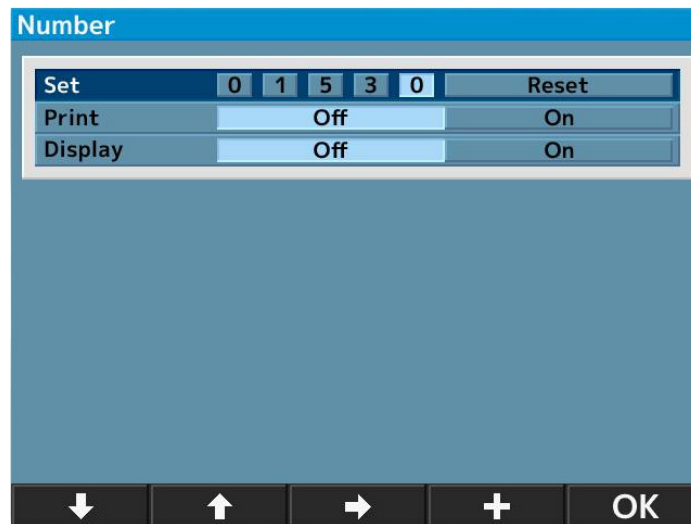 Number
Set 0 1 5 3 0 Reset
Print Off On
Display Off On
OK